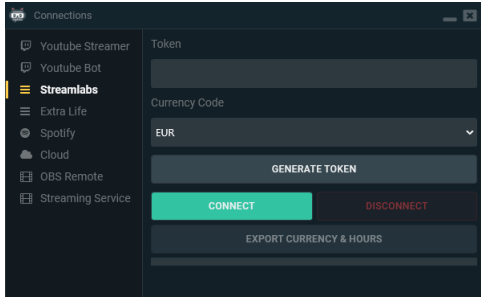 Connections
Youtube Streamer
Youtube Bot
Streamlabs
Extra Life
Spotify
Cloud
OBS Remote
Streaming Service
Token
Currency Code
EUR
GENERATE TOKEN
CONNECT
DISCONNECT
EXPORT CURRENCY & HOURS